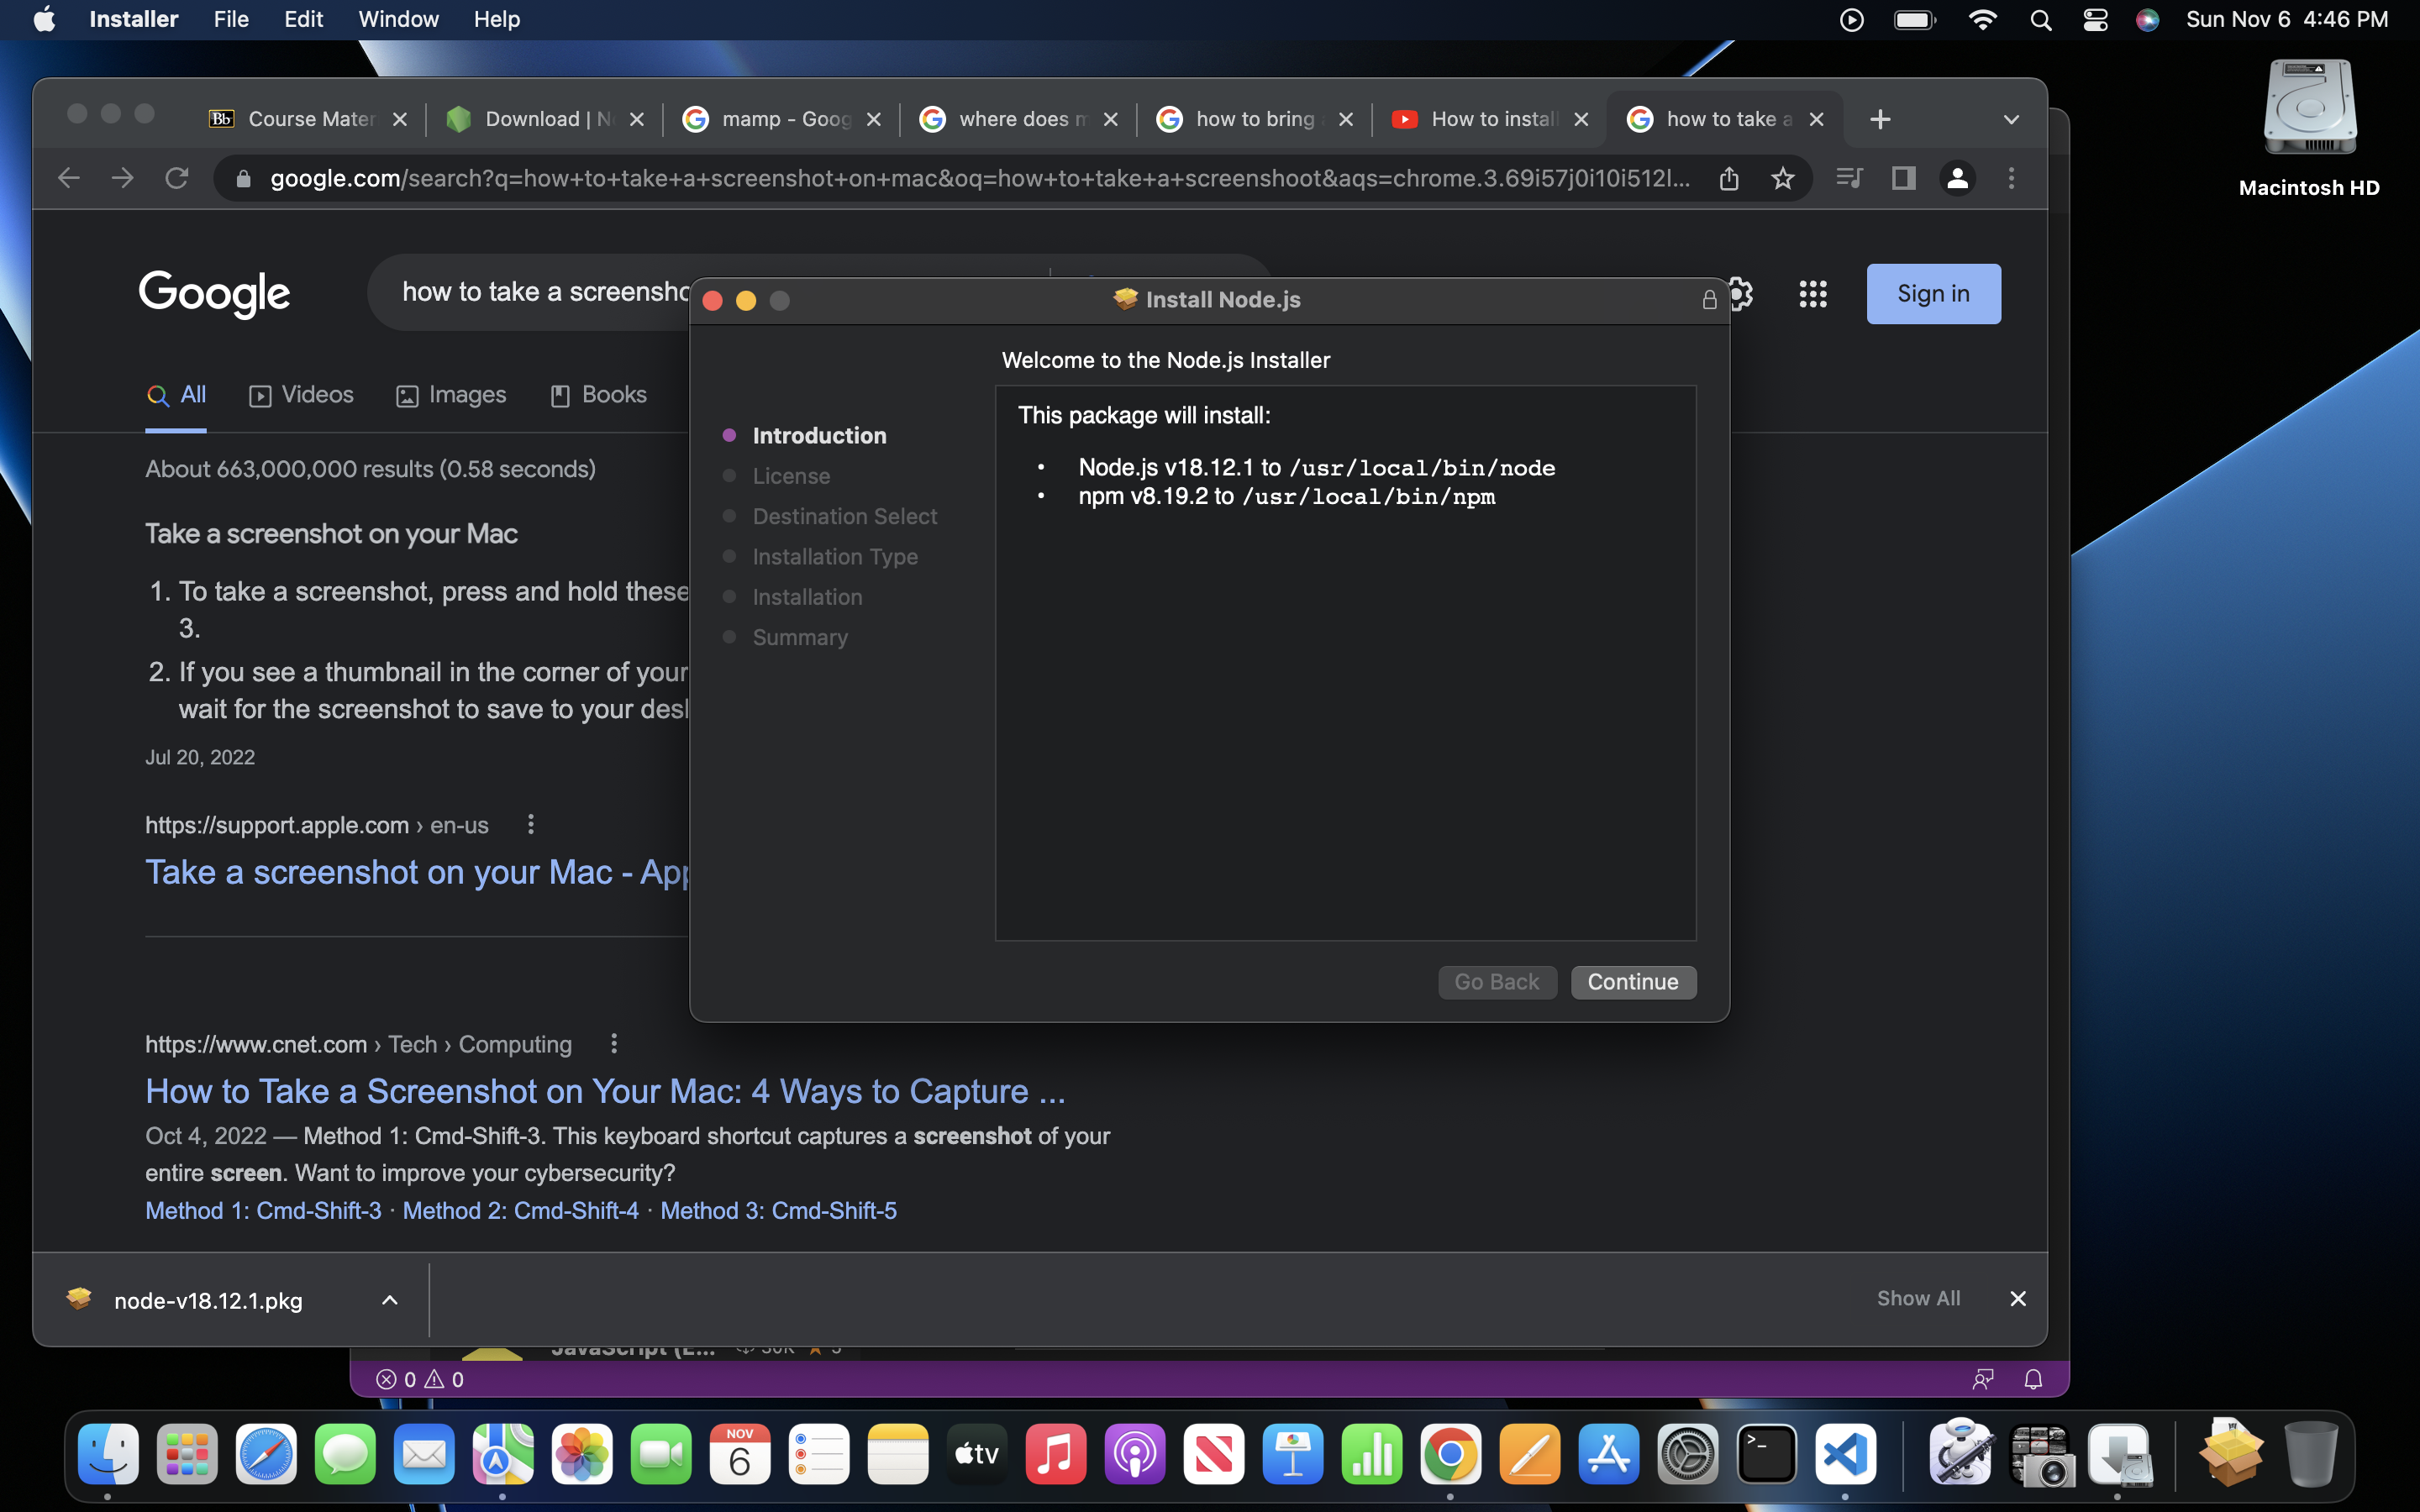 Installer File Edit Window Help Sun Nov 6 4:46 PM
Macintosh HD
Bb Course Mater Download | N mamp - Goog where does m how to bring How to install how to take a
google.com/search?q=how+to+take+a+screenshot+on+mac&oq=how+to+take+a+screenshoot&aqs=chrome.3.69i57j0i10i512l...
Google how to take a screensho Sign in
All Videos Images Books
About 663,000,000 results (0.58 seconds)
Take a screenshot on your Mac
1. To take a screenshot, press and hold these
3.
2. If you see a thumbnail in the corner of your
wait for the screenshot to save to your des
Jul 20, 2022
https://support.apple.com › en-us
Take a screenshot on your Mac - App
https://www.cnet.com › Tech › Computing
How to Take a Screenshot on Your Mac: 4 Ways to Capture ...
Oct 4, 2022 — Method 1: Cmd-Shift-3. This keyboard shortcut captures a screenshot of your
entire screen. Want to improve your cybersecurity?
Method 1: Cmd-Shift-3 · Method 2: Cmd-Shift-4 · Method 3: Cmd-Shift-5
Install Node.js
Welcome to the Node.js Installer
Introduction
License
Destination Select
Installation Type
Installation
Summary
This package will install:
• Node.js v18.12.1 to /usr/local/bin/node
• npm v8.19.2 to /usr/local/bin/npm
Go Back Continue
node-v18.12.1.pkg Show All
JavaScript (E...
0 0
NOV
6
tv